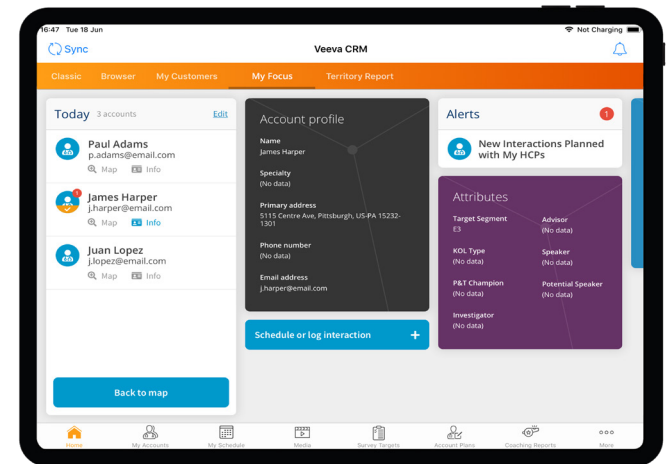 16:47 Tue 18 Jun
Not Charging
Sync
Veeva CRM
Classic Browser My Customers My Focus Territory Report
Today 3 accounts Edit
Paul Adams
p.adams@email.com
Map Info
1
James Harper
j.harper@email.com
Map Info
Juan Lopez
j.lopez@email.com
Map Info
Back to map
Account profile
Name
James Harper
Specialty
(No data)
Primary address
5115 Centre Ave, Pittsburgh, US-PA 15232-
1301
Phone number
(No data)
Email address
j.harper@email.com
Schedule or log interaction +
Alerts 1
New Interactions Planned
with My HCPs
Attributes
Target Segment
E3
Advisor
(No data)
KOL Type
(No data)
Speaker
(No data)
P&T Champion
(No data)
Potential Speaker
(No data)
Investigator
(No data)
Home My Accounts My Schedule Media Survey Targets Account Plans Coaching Reports More